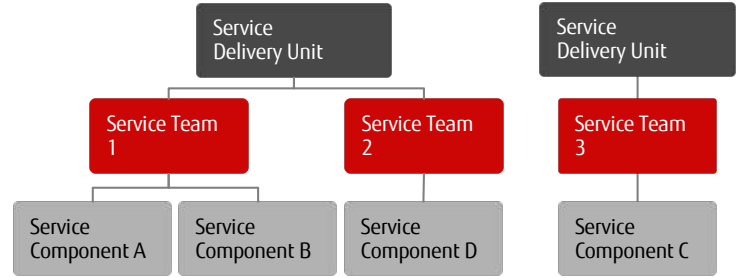 Service
Delivery Unit
Service
Delivery Unit
Service Team
1
Service Team
2
Service Team
3
Service
Component A
Service
Component B
Service
Component D
Service
Component C